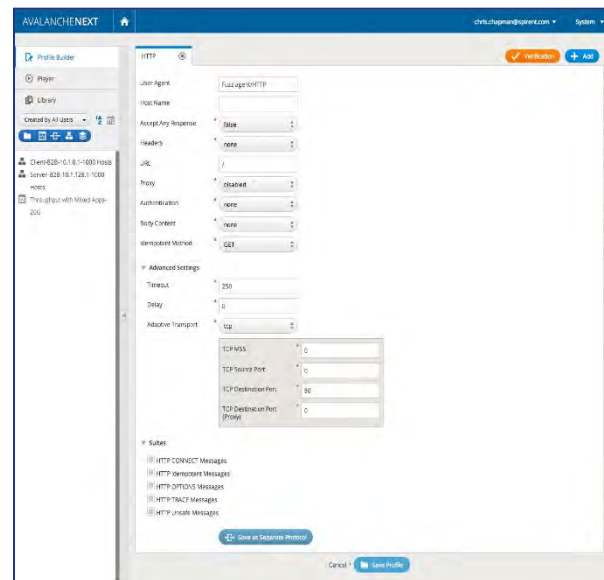 AVALANCHENEXT
chris.chapman@spirent.com
System
Profile Builder
Player
Library
Created by All Users
Client-B2B-10.1.0.1-1000 Hosts
Server-B2B-10.1.128.1-1000
Hosts
Throughput with Mixed Apps-
20G
HTTP
Verification
Add
User Agent
Fuzz agent/HTTP
Host Name
Accept Any Response * false
Headers * none
URL /
Proxy * disabled
Authentication * none
Body Content * none
Idempotent Method * GET
Advanced Settings
Timeout * 250
Delay * 0
Adaptive Transport * tcp
TCP MSS * 0
TCP Source Port * 0
TCP Destination Port * 80
TCP Destination Port * 0
(Proxy)
Suites
HTTP CONNECT Messages
HTTP Idempotent Messages
HTTP OPTIONS Messages
HTTP TRACE Messages
HTTP Unsafe Messages
Save as Separate Protocol
Cancel
Save Profile